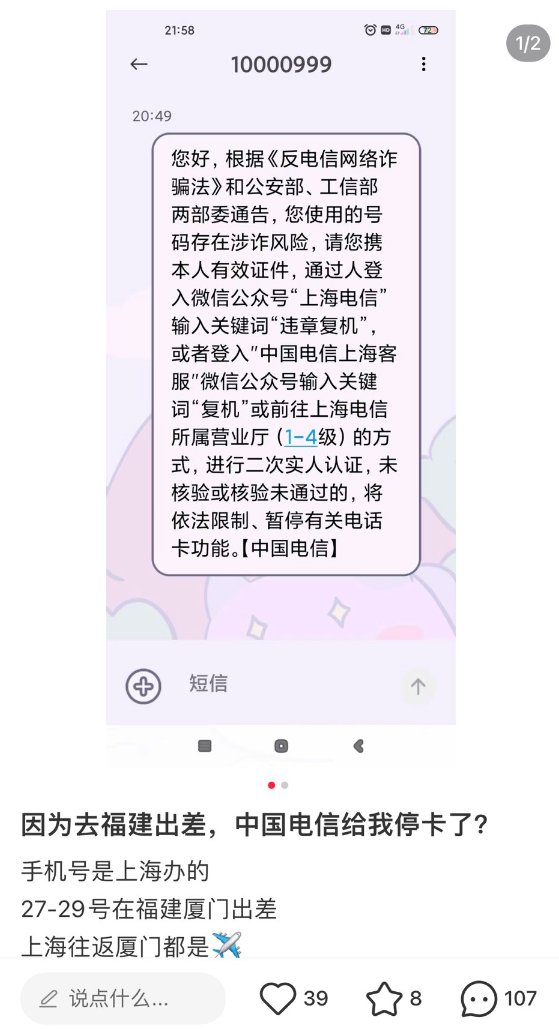 1/2
21:58
HD
4G
72
10000999
20:49
您好，根据《反电信网络诈
骗法》和公安部、工信部
两部委通告，您使用的号
码存在涉诈风险，请您携
本人有效证件，通过人登
入微信公众号“上海电信”
输入关键词“违章复机”，
或者登入"中国电信上海客
服"微信公众号输入关键
词“复机”或前往上海电信
所属营业厅（1-4级）的方
式，进行二次实人认证，未
核验或核验未通过的，将
依法限制、暂停有关电话
卡功能。【中国电信】
短信
因为去福建出差，中国电信给我停卡了？
手机号是上海办的
27-29号在福建厦门出差
上海往返厦门都是✈️
说点什么...
39
8
107